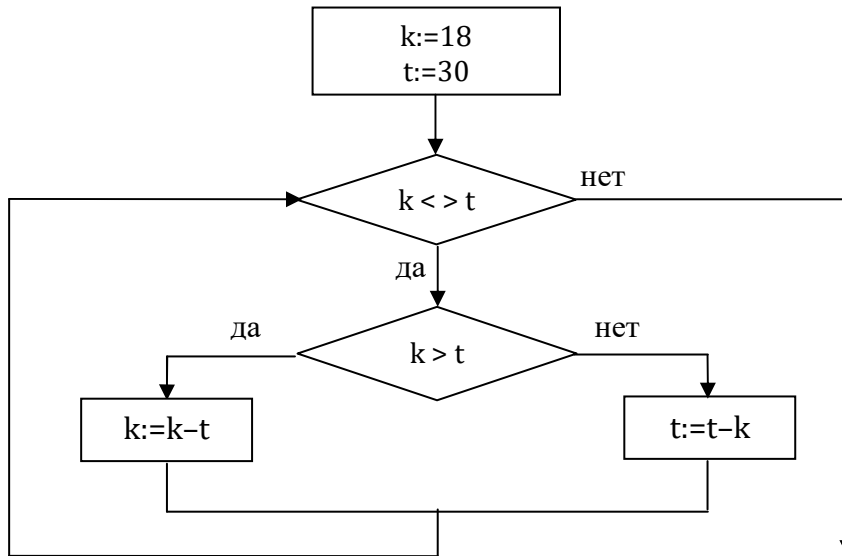 k:=18
t:=30
k < > t
нет
да
да
k > t
нет
k:=k–t
t:=t–k